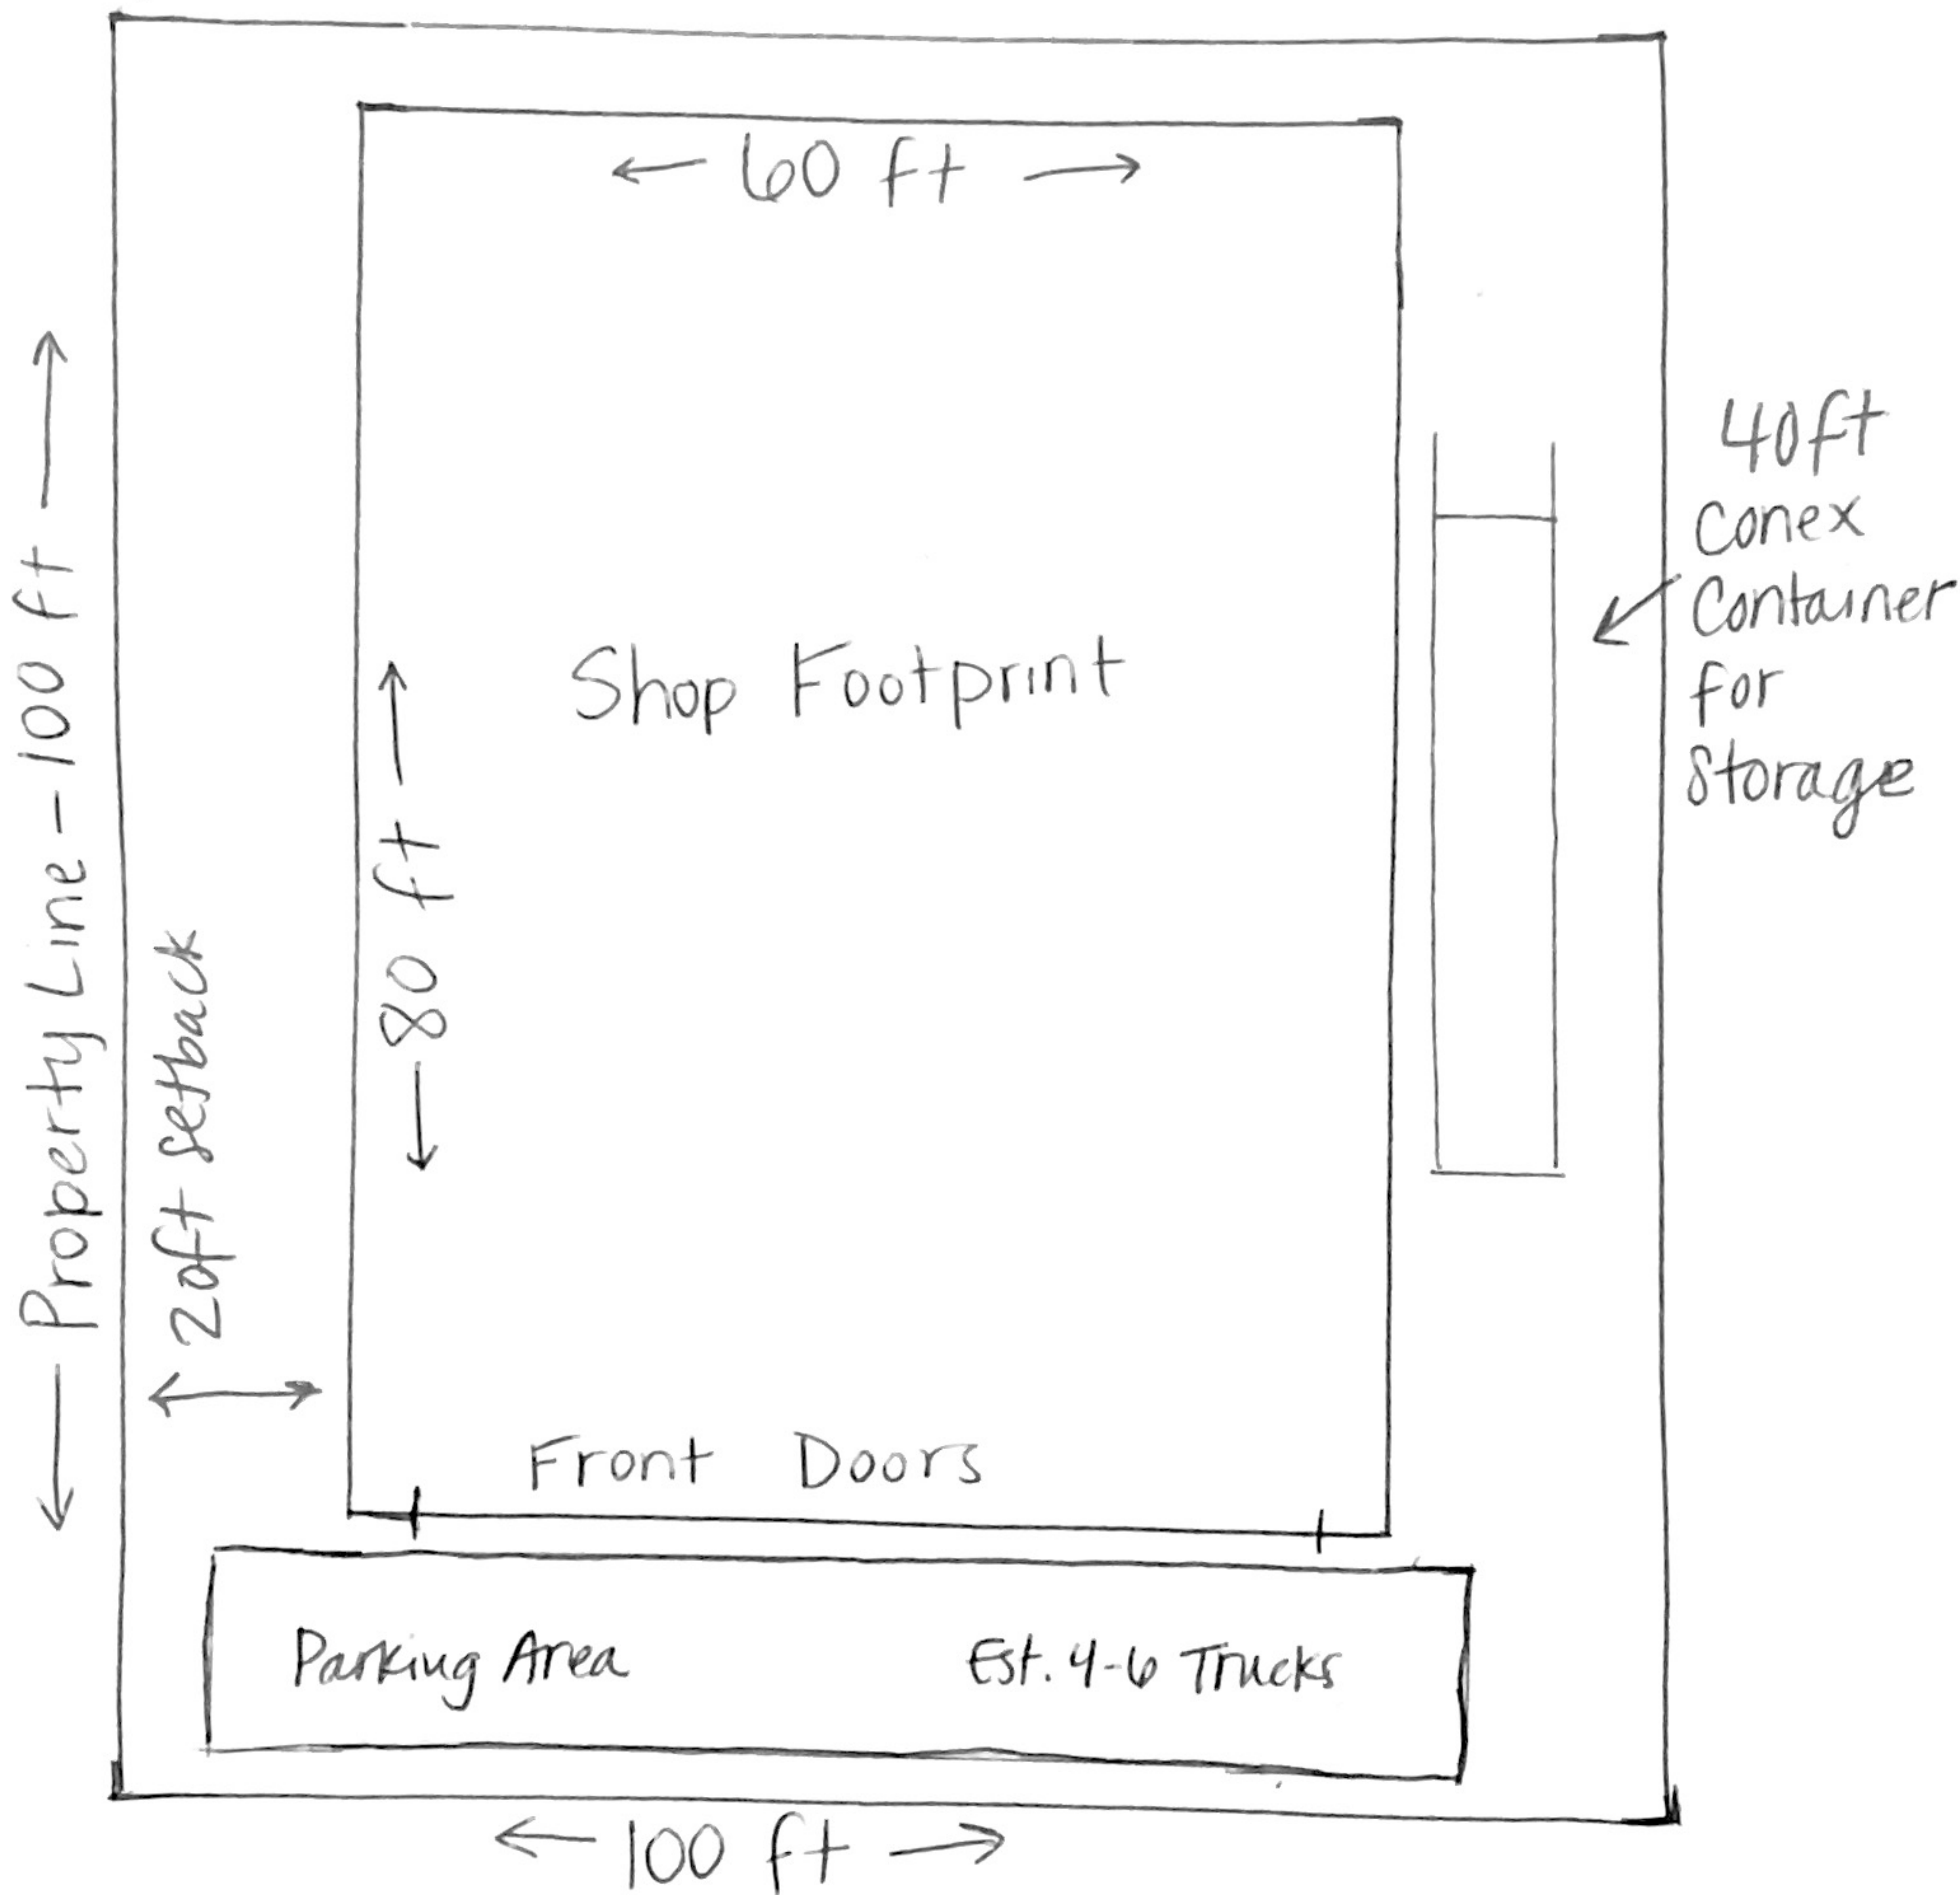 60 ft
Property Line - 100 ft
40ft
Conex
Container
for
Storage
Shop Footprint
80 ft
20ft setback
Front Doors
Parking Area Est. 4-6 Trucks
100 ft